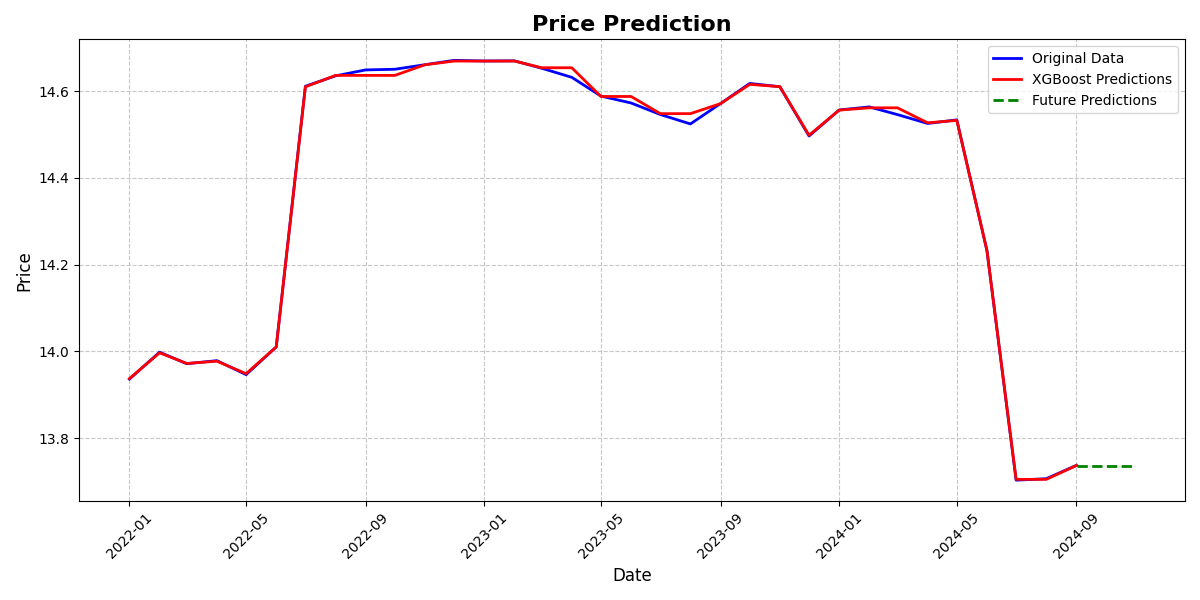 Price Prediction
Original Data
XGBoost Predictions
Future Predictions
Price
14.6
14.4
14.2
14.0
13.8
2022-01
2022-05
2022-09
2023-01
2023-05
2023-09
2024-01
2024-05
2024-09
Date